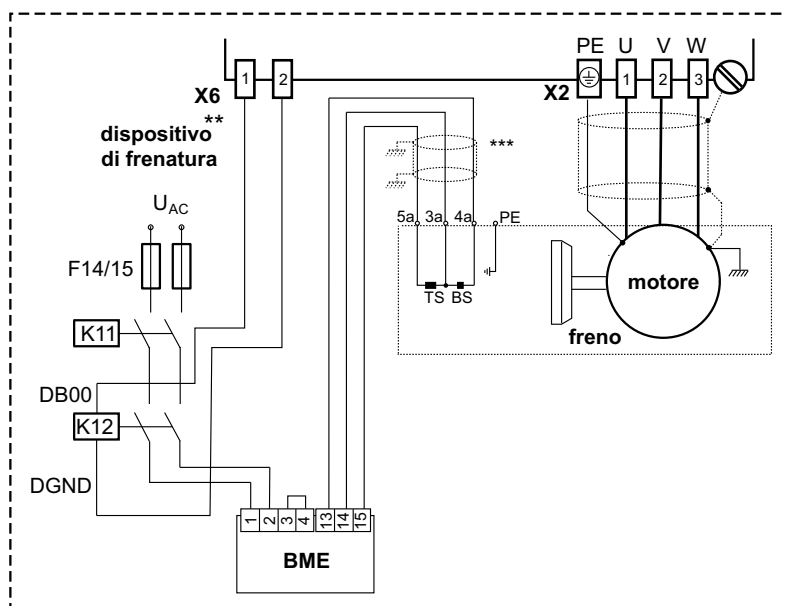 PE U V W
1 2
X6
**
X2
1 2 3
dispositivo
di frenatura
***
U_AC
5a 3a 4a PE
F14/15
TS BS
motore
freno
K11
DB00
K12
DGND
1 2 3 4 13 14 15
BME